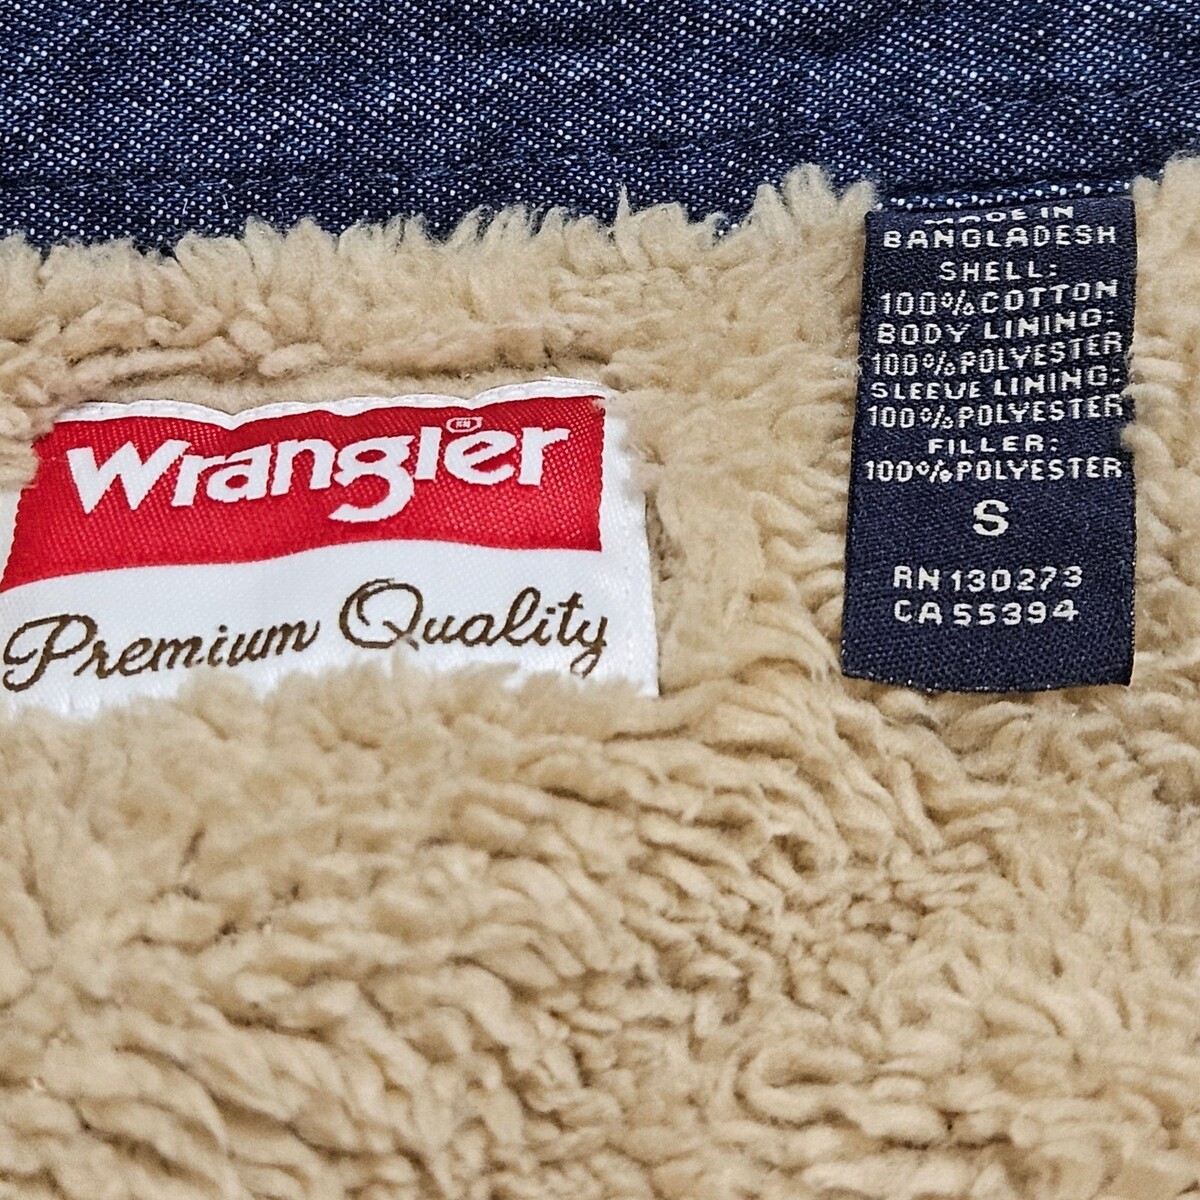 Wrangler
Premium Quality
MADE IN
BANGLADESH
SHELL:
100% COTTON
BODY LINING:
100% POLYESTER
SLEEVE LINING:
100% POLYESTER
FILLER:
100% POLYESTER
S
RN 130273
CA 55394